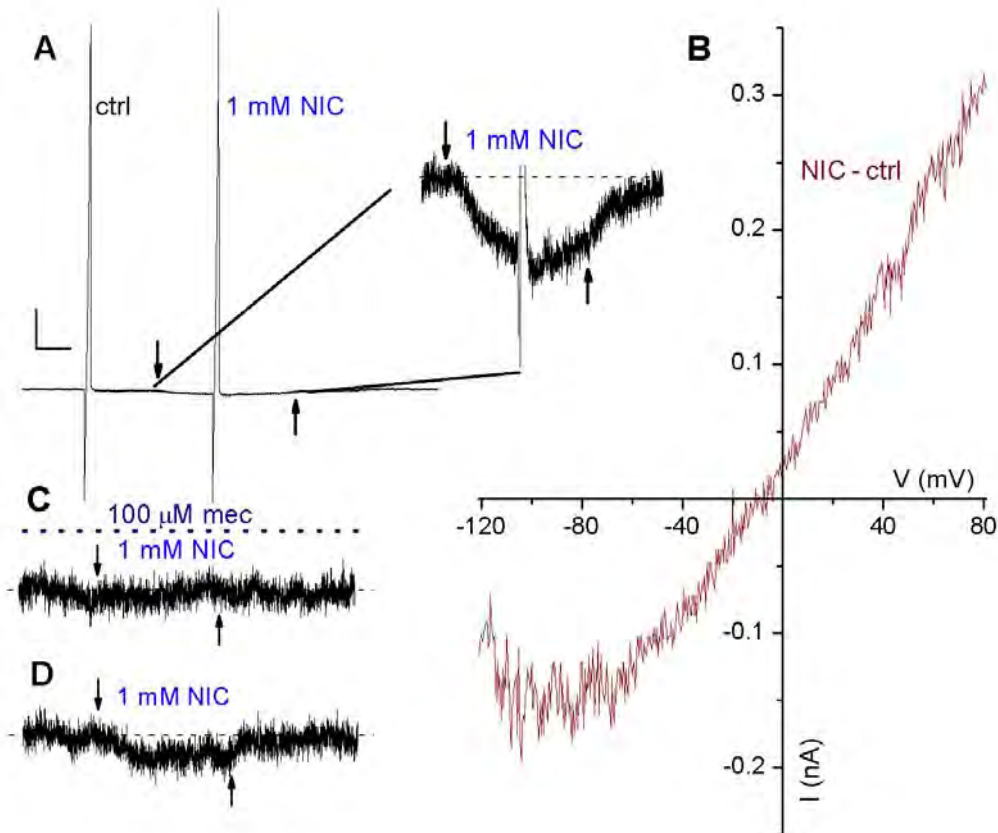 A
ctrl
1 mM NIC
1 mM NIC
B
0.3
NIC - ctrl
0.2
0.1
V (mV)
-120
-80
-40
40
80
-0.1
-0.2
I (nA)
C
100 μM mec
1 mM NIC
D
1 mM NIC